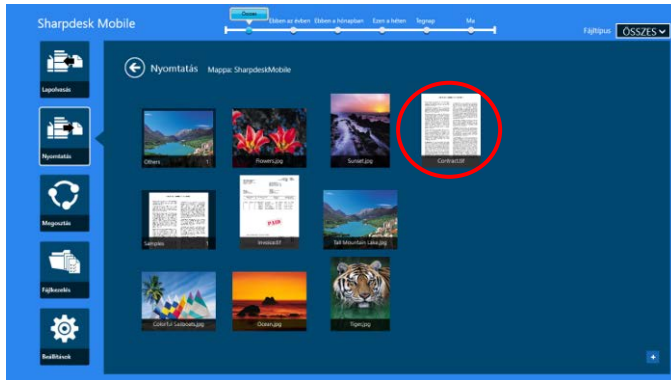 Sharpdesk Mobile
Összes
Ebben az évben
Ebben a hónapban
Ezen a héten
Tegnap
Ma
Fájltípus
ÖSSZES
Lapolvasás
Nyomtatás
Megosztás
Fájlkezelés
Beállítások
Nyomtatás Mappa: SharpdeskMobile
Others 1
Flowers.jpg
Sunset.jpg
Contract.tif
Samples 1
Invoice.tif
Tall Mountain Lake.jpg
Colorful Sailboats.jpg
Ocean.jpg
Tiger.jpg